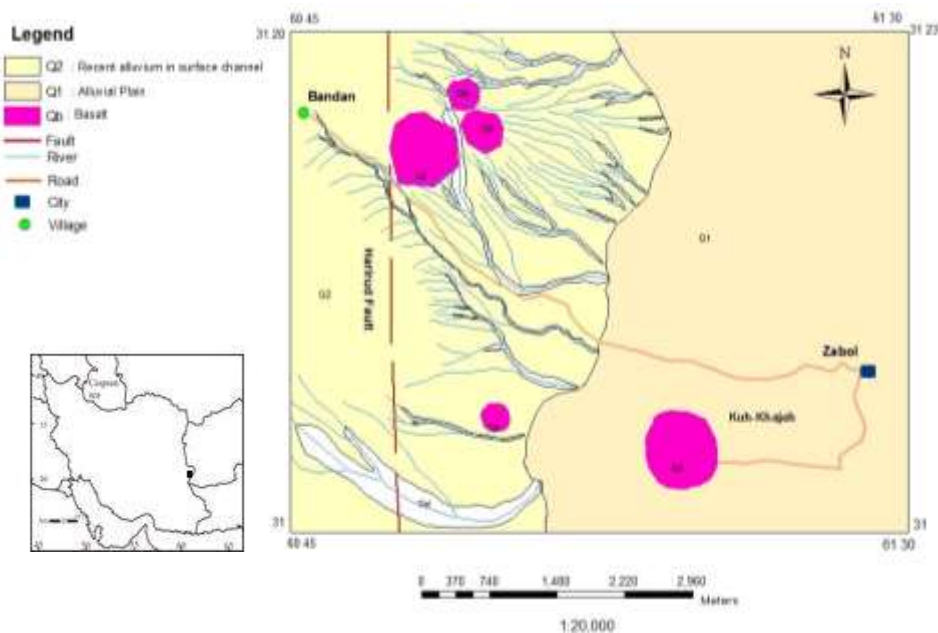 Legend
Q2 : Recent alluvium in surface channel
Q1 : Alluvial Plain
Qb : Basalt
Fault
River
Road
City
Village
60 45
61 30
31 20
31 23
N
Bandan
Harirud Fault
Q2
Q1
Zabol
Kuh-Khajeh
31
31
60 45
61 30
0 370 740 1,480 2,220 2,960
Meters
1:20,000